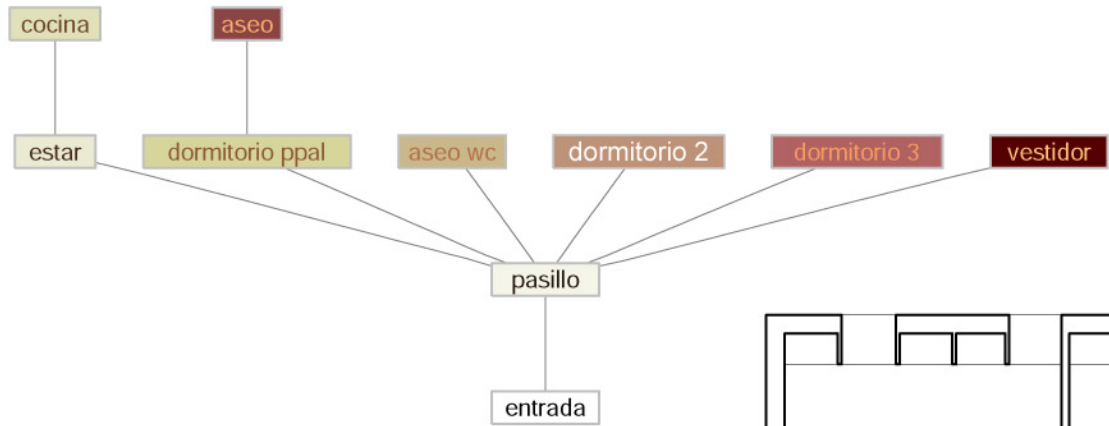 cocina aseo
estar dormitorio ppal aseo wc dormitorio 2 dormitorio 3 vestidor
pasillo
entrada